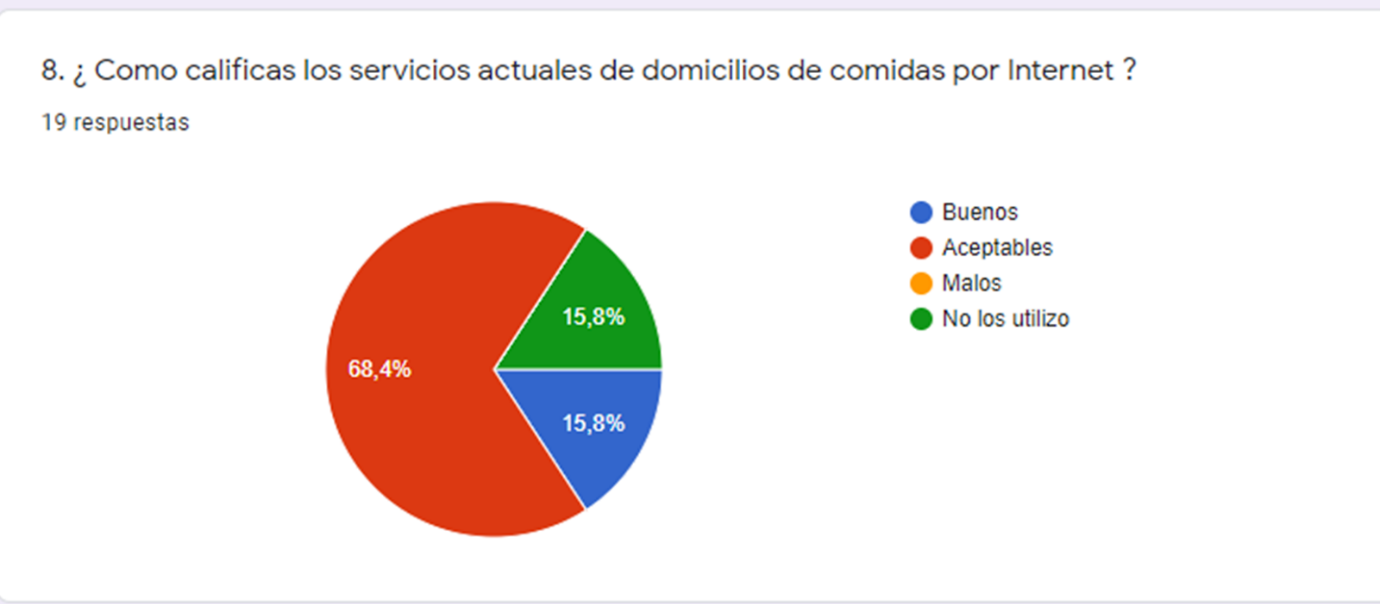 8. ¿ Como calificas los servicios actuales de domicilios de comidas por Internet ?
19 respuestas
Buenos
Aceptables
Malos
No los utilizo
15,8%
68,4%
15,8%